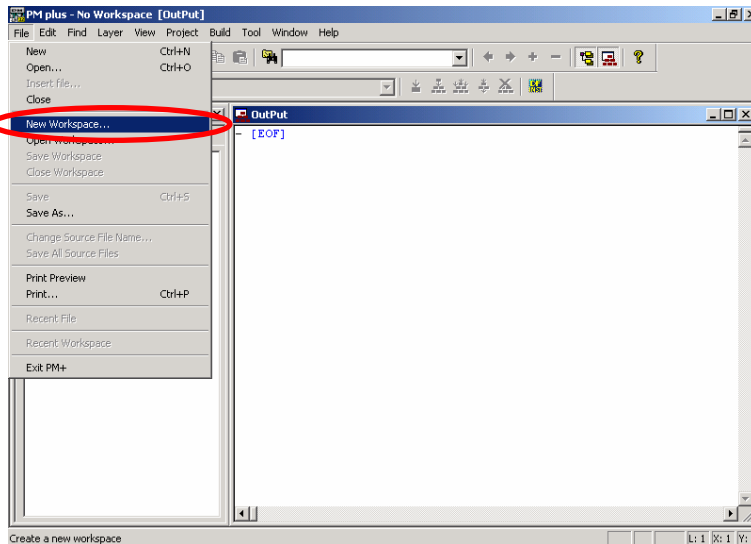 PM plus - No Workspace [OutPut]
File Edit Find Layer View Project Build Tool Window Help
New Ctrl+N
Open... Ctrl+O
Insert file...
Close
New Workspace...
Open Workspace...
Save Workspace
Close Workspace
Save Ctrl+S
Save As...
Change Source File Name...
Save All Source Files
Print Preview
Print... Ctrl+P
Recent File
Recent Workspace
Exit PM+
OutPut
[EOF]
Create a new workspace
L: 1 X: 1 Y: